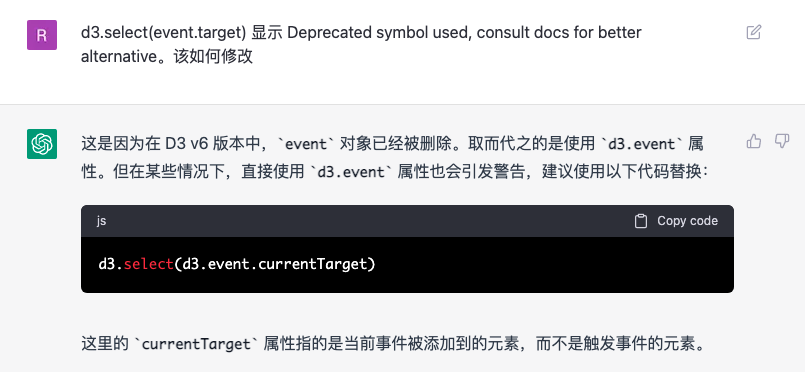 R
d3.select(event.target) 显示 Deprecated symbol used, consult docs for better
alternative。该如何修改
这是因为在 D3 v6 版本中，`event` 对象已经被删除。取而代之的是使用 `d3.event` 属
性。但在某些情况下，直接使用 `d3.event` 属性也会引发警告，建议使用以下代码替换：
js
Copy code
d3.select(d3.event.currentTarget)
这里的 `currentTarget` 属性指的是当前事件被添加到的元素，而不是触发事件的元素。